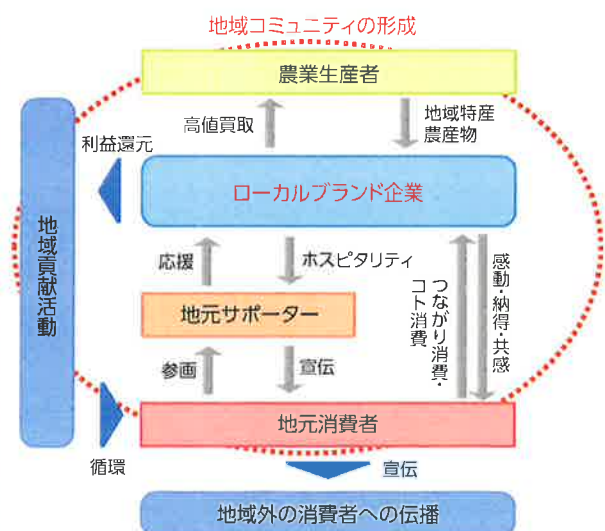 地域コミュニティの形成
農業生産者
高値買取
地域特産
農産物
利益還元
ローカルブランド企業
地域貢献活動
応援
ホスピタリティ
つながり消費・
コト消費
感動・納得・共感
地元サポーター
参画
宣伝
地元消費者
循環
宣伝
地域外の消費者への伝播